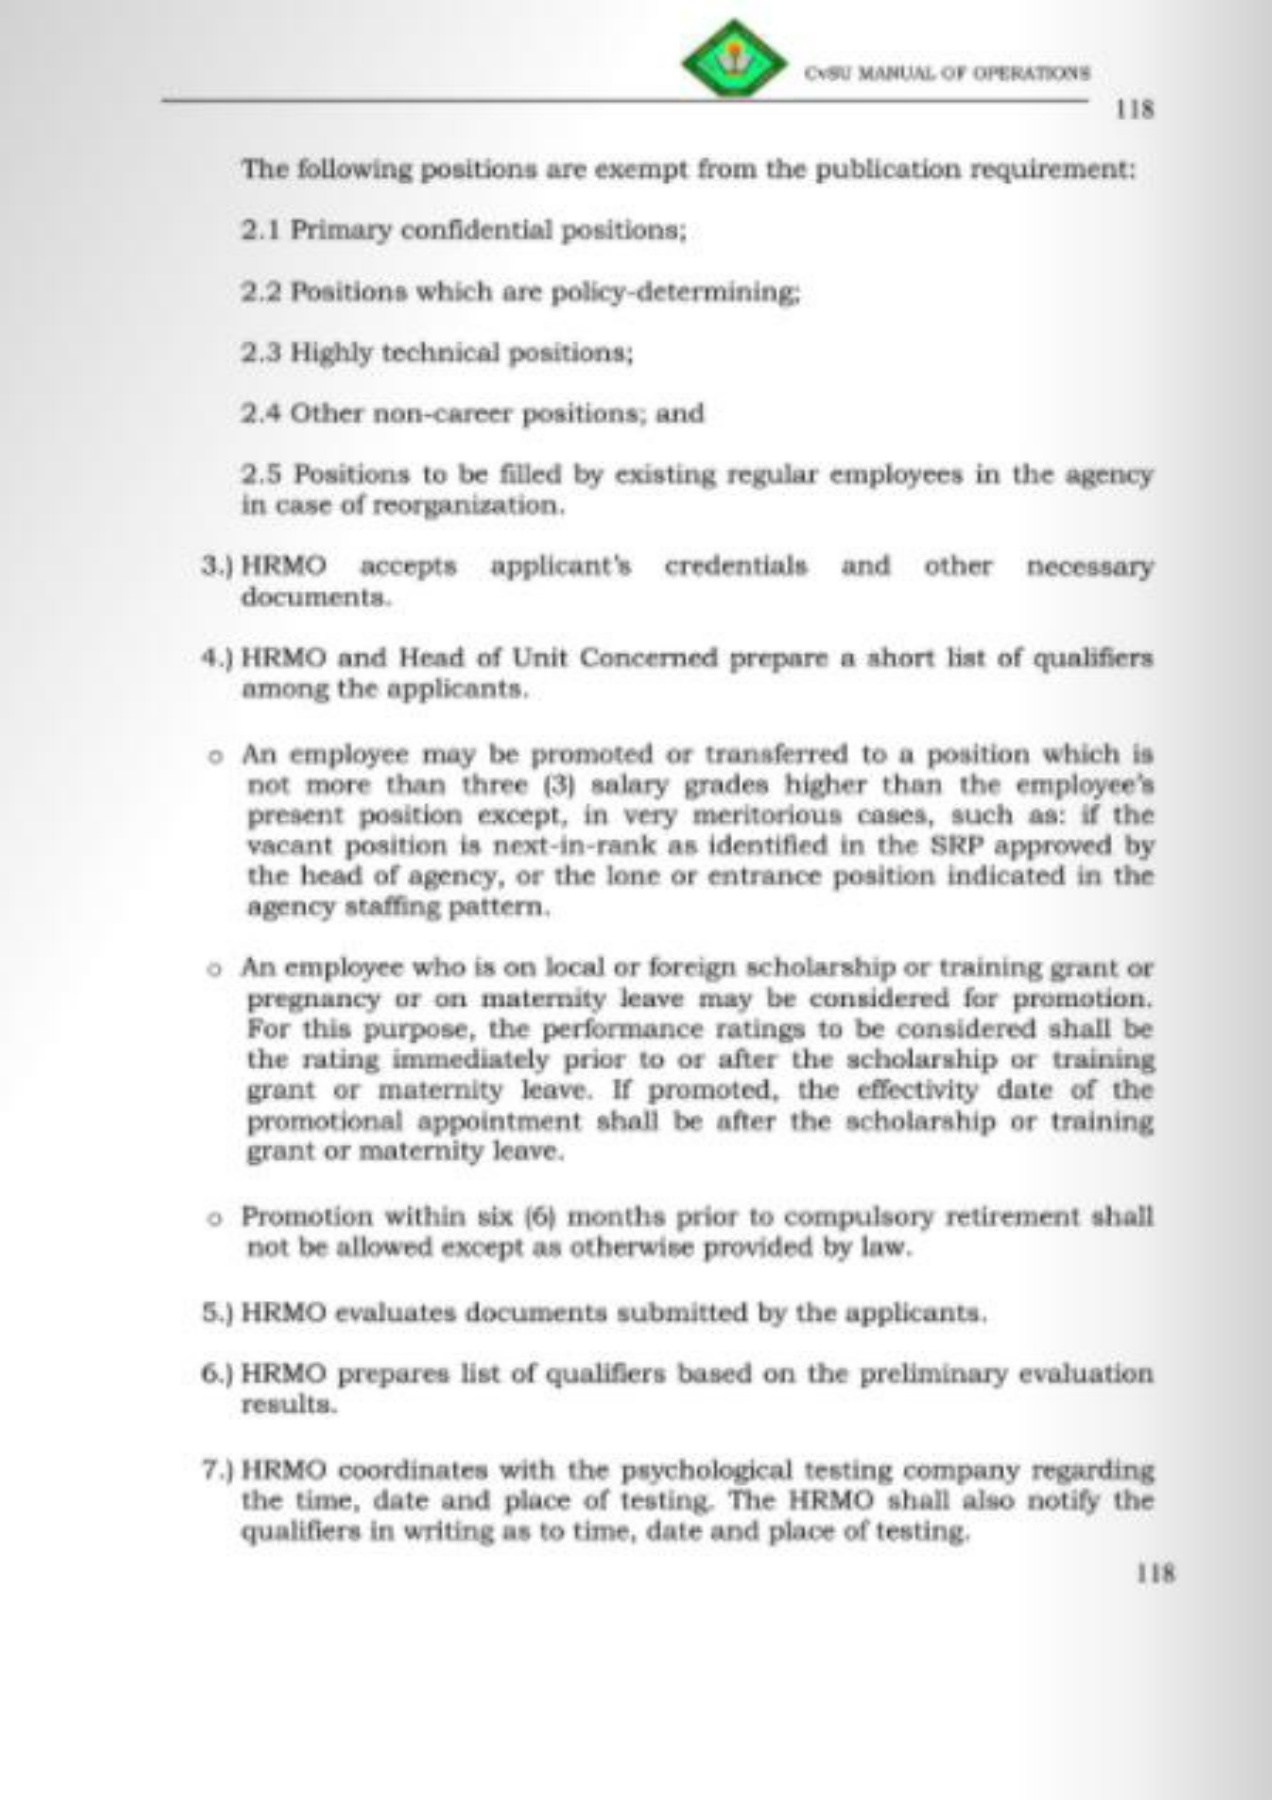 CvSU MANUAL OF OPERATIONS
118
The following positions are exempt from the publication requirement:
2.1 Primary confidential positions;
2.2 Positions which are policy-determining;
2.3 Highly technical positions;
2.4 Other non-career positions; and
2.5 Positions to be filled by existing regular employees in the agency
in case of reorganization.
3.) HRMO accepts applicant's credentials and other necessary
documents.
4.) HRMO and Head of Unit Concerned prepare a short list of qualifiers
among the applicants.
o An employee may be promoted or transferred to a position which is
not more than three (3) salary grades higher than the employee's
present position except, in very meritorious cases, such as: if the
vacant position is next-in-rank as identified in the SRP approved by
the head of agency, or the lone or entrance position indicated in the
agency staffing pattern.
o An employee who is on local or foreign scholarship or training grant or
pregnancy or on maternity leave may be considered for promotion.
For this purpose, the performance ratings to be considered shall be
the rating immediately prior to or after the scholarship or training
grant or maternity leave. If promoted, the effectivity date of the
promotional appointment shall be after the scholarship or training
grant or maternity leave.
o Promotion within six (6) months prior to compulsory retirement shall
not be allowed except as otherwise provided by law.
5.) HRMO evaluates documents submitted by the applicants.
6.) HRMO prepares list of qualifiers based on the preliminary evaluation
results.
7.) HRMO coordinates with the psychological testing company regarding
the time, date and place of testing. The HRMO shall also notify the
qualifiers in writing as to time, date and place of testing.
118